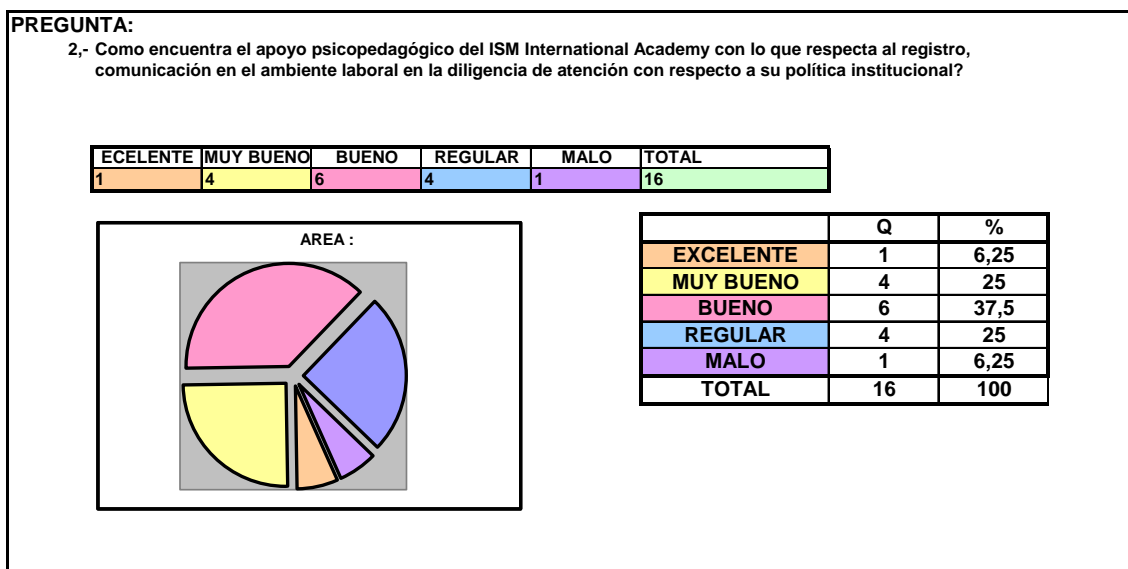 PREGUNTA:
2,- Como encuentra el apoyo psicopedagógico del ISM International Academy con lo que respecta al registro,
comunicación en el ambiente laboral en la diligencia de atención con respecto a su política institucional?
ECELENTE MUY BUENO BUENO REGULAR MALO TOTAL
1 4 6 4 1 16
AREA :
Q %
EXCELENTE 1 6,25
MUY BUENO 4 25
BUENO 6 37,5
REGULAR 4 25
MALO 1 6,25
TOTAL 16 100